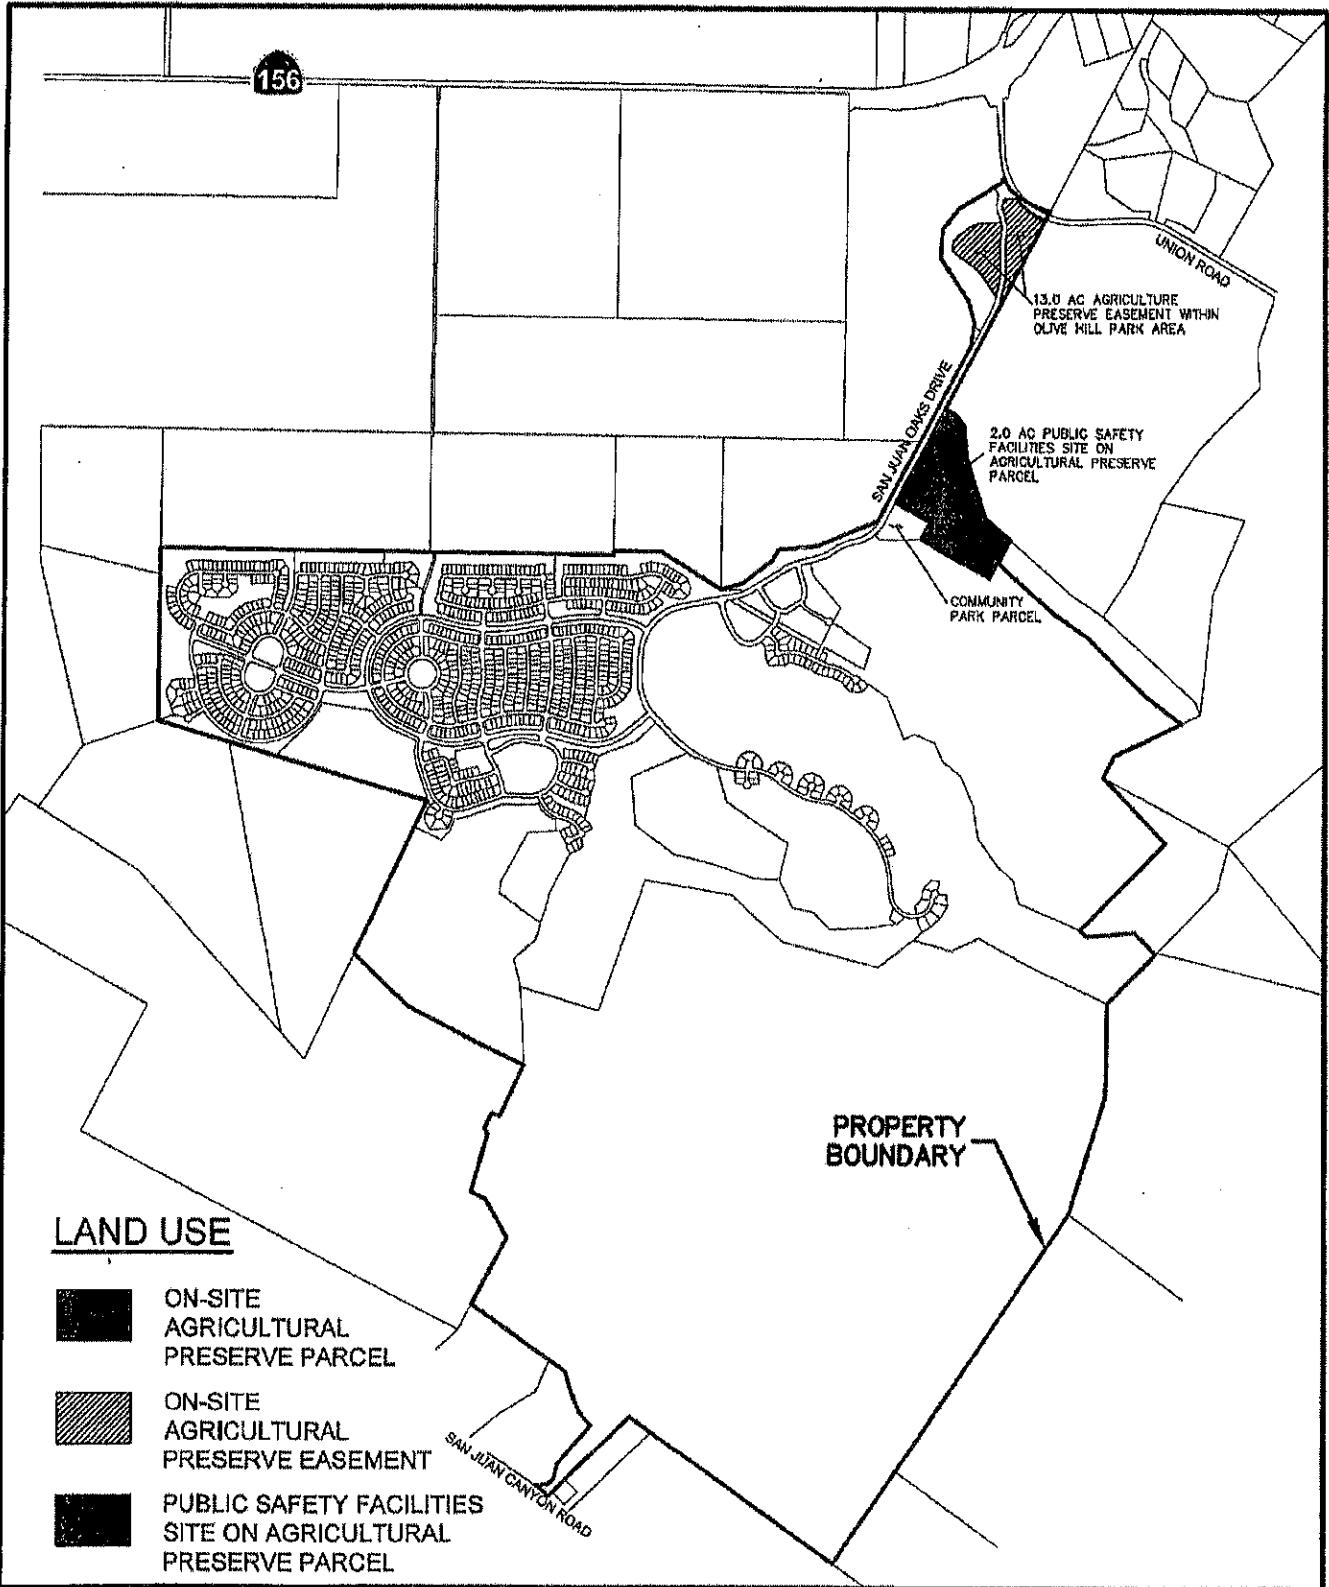 156
UNION ROAD
13.0 AC AGRICULTURE
PRESERVE EASEMENT WITHIN
OLIVE HILL PARK AREA
SAN JUAN OAKS DRIVE
2.0 AC PUBLIC SAFETY
FACILITIES SITE ON
AGRICULTURAL PRESERVE
PARCEL
COMMUNITY
PARK PARCEL
PROPERTY
BOUNDARY
LAND USE
ON-SITE
AGRICULTURAL
PRESERVE PARCEL
ON-SITE
AGRICULTURAL
PRESERVE EASEMENT
PUBLIC SAFETY FACILITIES
SITE ON AGRICULTURAL
PRESERVE PARCEL
SAN JUAN CANYON ROAD